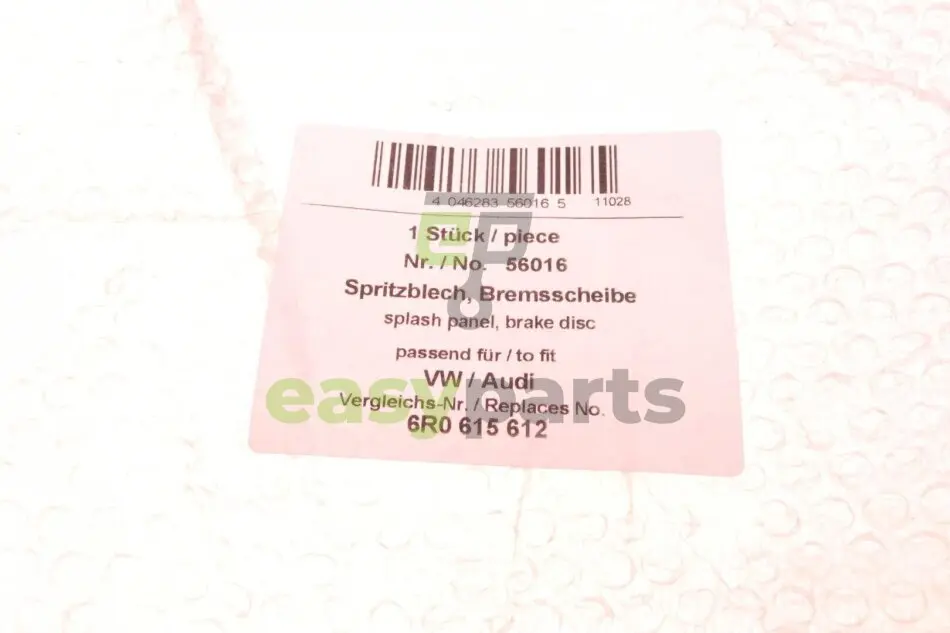 4 046283 56016 5 11028
1 Stück / piece
Nr. / No. 56016
Spritzblech, Bremsscheibe
splash panel, brake disc
passend für / to fit
VW / Audi
easyparts
Vergleichs-Nr. / Replaces No.
6R0 615 612